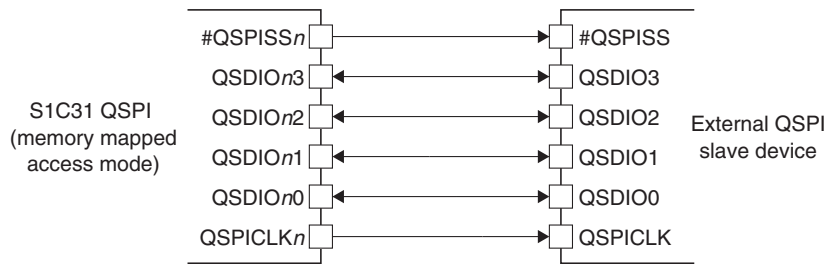 #QSPISSn
#QSPISS
QSDIOn3
QSDIO3
QSDIOn2
QSDIO2
S1C31 QSPI
(memory mapped
access mode)
External QSPI
slave device
QSDIOn1
QSDIO1
QSDIOn0
QSDIO0
QSPICLKn
QSPICLK